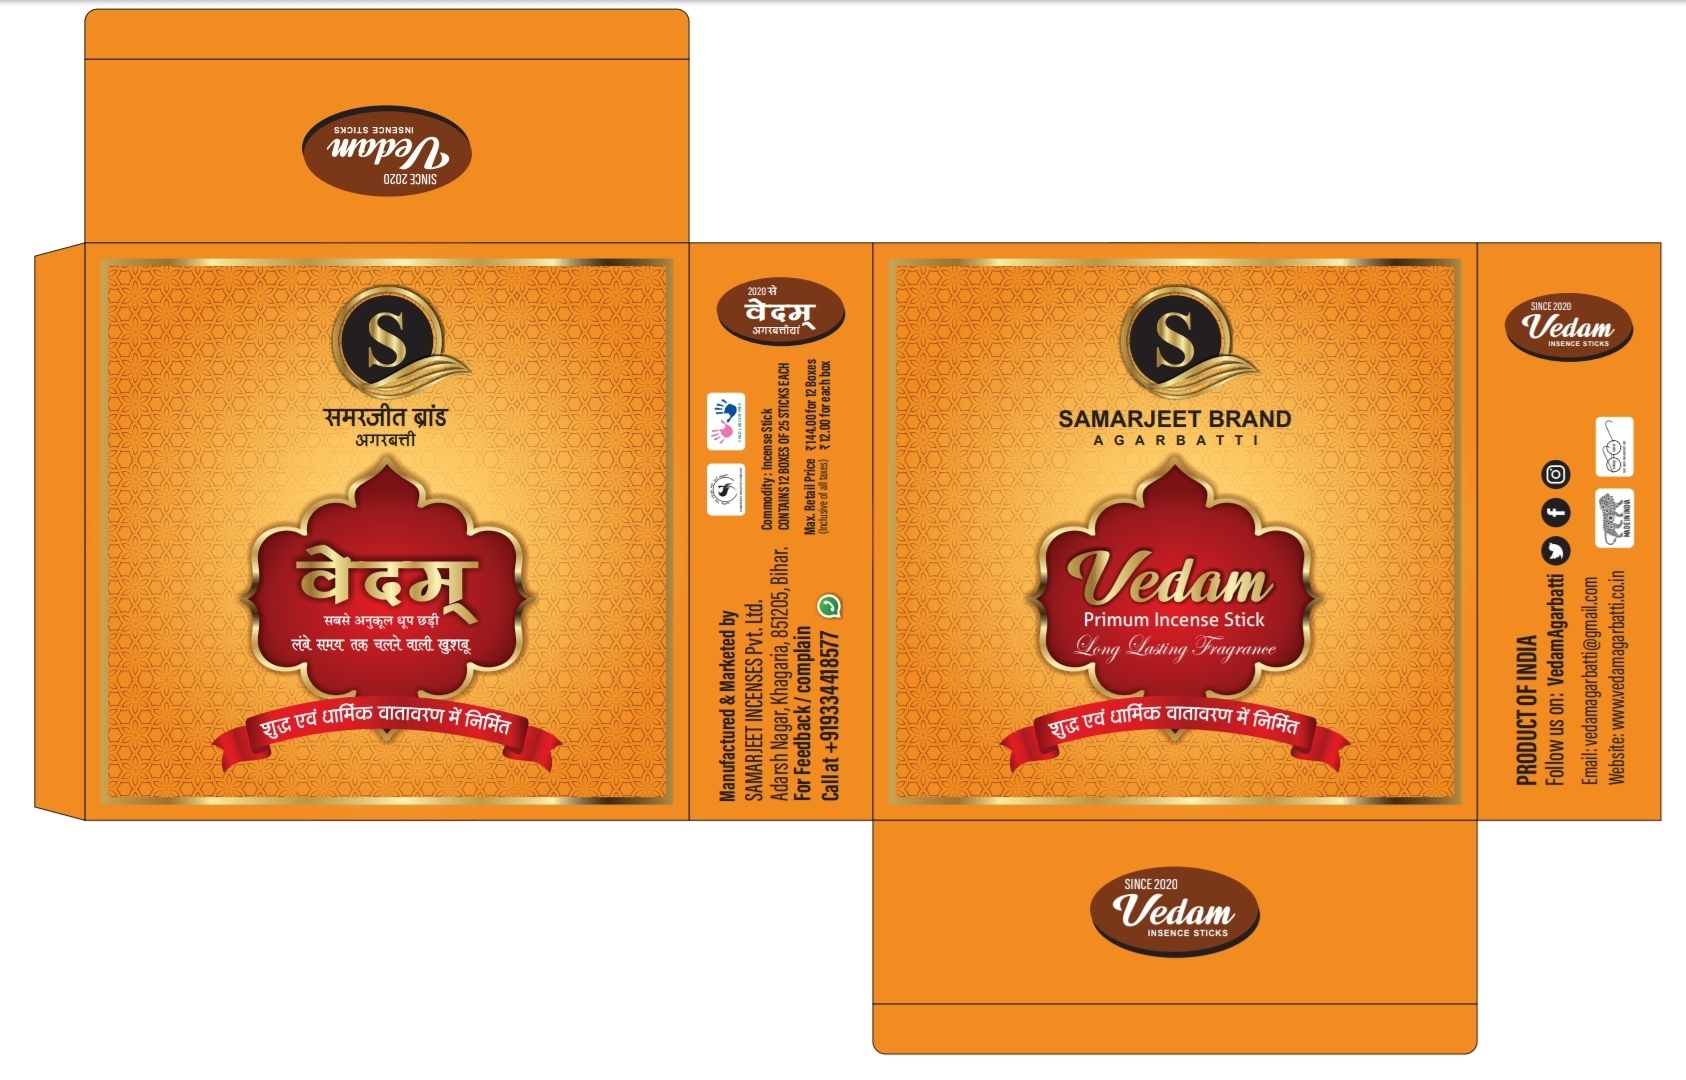 SINCE 2020
Vedam
INSENCE STICKS
S
समरजीत ब्रांड
अगरबत्ती
वेदम्
सबसे अनुकूल धूप छड़ी
लंबे समय तक चलने वाली खुशबू
शुद्ध एवं धार्मिक वातावरण में निर्मित
2020 से
वेदम्
अगरबत्तीयां
Commodity : Incense Stick
CONTAINS 12 BOXES OF 25 STICKS EACH
Max. Retail Price ₹ 144.00 for 12 Boxes
(Inclusive of all taxes) ₹ 12.00 for each box
Manufactured & Marketed by
SAMARJEET INCENSES Pvt. Ltd.
Adarsh Nagar, Khagaria, 851205, Bihar.
For Feedback / complain
Call at +919334418577
S
SAMARJEET BRAND
AGARBATTI
Vedam
Primum Incense Stick
Long Lasting Fragrance
शुद्ध एवं धार्मिक वातावरण में निर्मित
SINCE 2020
Vedam
INSENCE STICKS
MADE IN INDIA
PRODUCT OF INDIA
Follow us on: VedamAgarbatti
Email: vedamagarbatti@gmail.com
Website: www.vedamagarbatti.co.in
SINCE 2020
Vedam
INSENCE STICKS